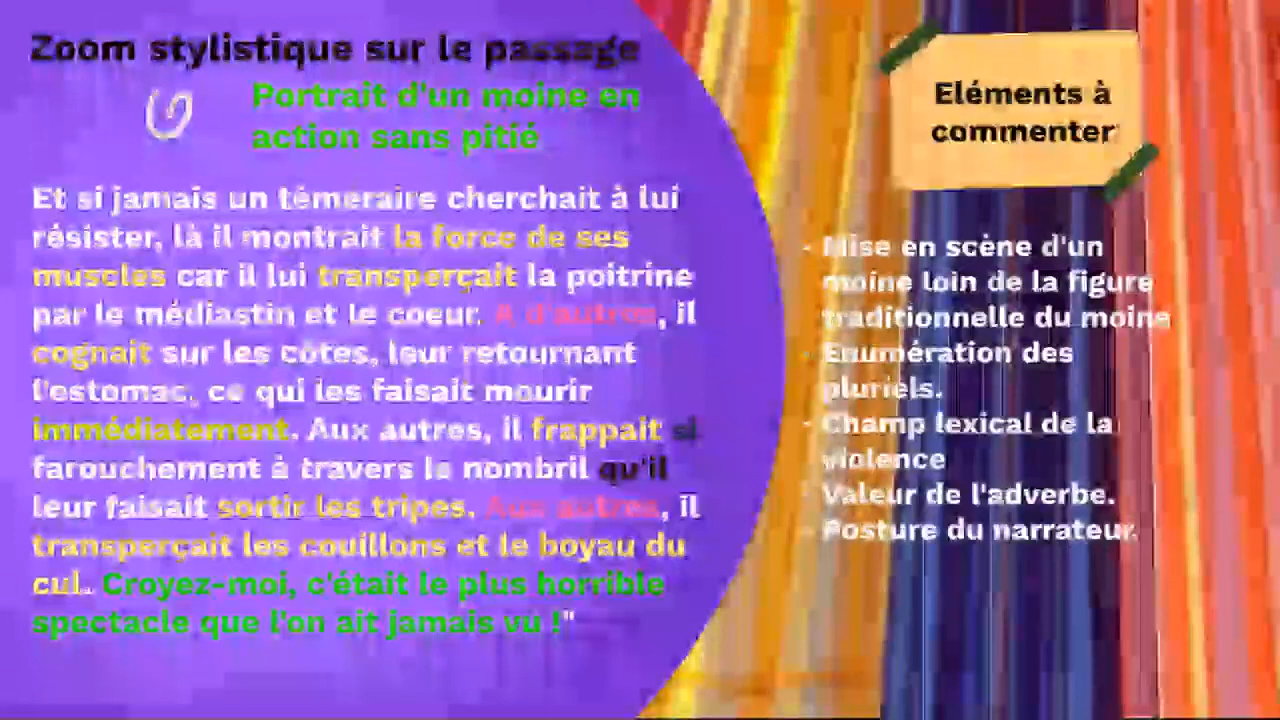 Zoom stylistique sur le passage
Portrait d'un moine en
action sans pitié
Et si jamais un témeraire cherchait à lui
résister, là il montrait la force de ses
muscles car il lui transperçait la poitrine
par le médiastin et le coeur. A d'autres, il
cognait sur les côtes, leur retournant
l'estomac, ce qui les faisait mourir
immédiatement. Aux autres, il frappait si
farouchement à travers le nombril qu'il
leur faisait sortir les tripes. Aux autres, il
transperçait les couillons et le boyau du
cul.. Croyez-moi, c'était le plus horrible
spectacle que l'on ait jamais vu !"
Eléments à
commenter
- Mise en scène d'un
moine loin de la figure
traditionnelle du moine
- Enumération des
pluriels.
- Champ lexical de la
violence
- Valeur de l'adverbe.
- Posture du narrateur.